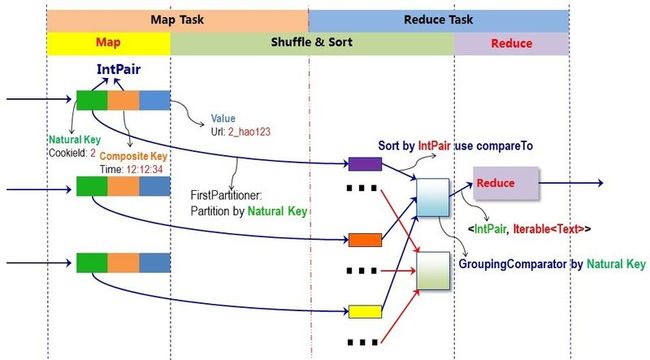 Map Task
Reduce Task
Map
Shuffle & Sort
Reduce
IntPair
Value
Url: 2_hao123
Natural Key
CookieId: 2
Composite Key
Time: 12:12:34
Sort by IntPair use compareTo
FirstPartitioner:
Partition by Natural Key
Reduce
<IntPair, Iterable<Text>>
GroupingComparator by Natural Key